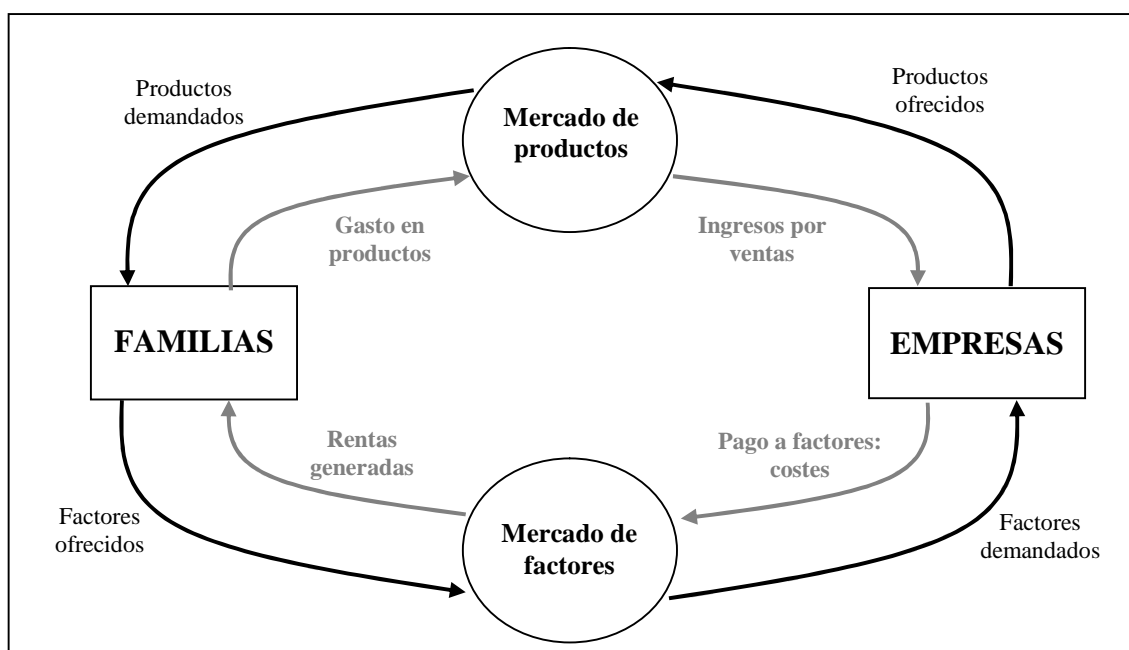 Productos
demandados
Mercado de
productos
Productos
ofrecidos
Gasto en
productos
Ingresos por
ventas
FAMILIAS
EMPRESAS
Rentas
generadas
Pago a factores:
costes
Factores
ofrecidos
Mercado de
factores
Factores
demandados